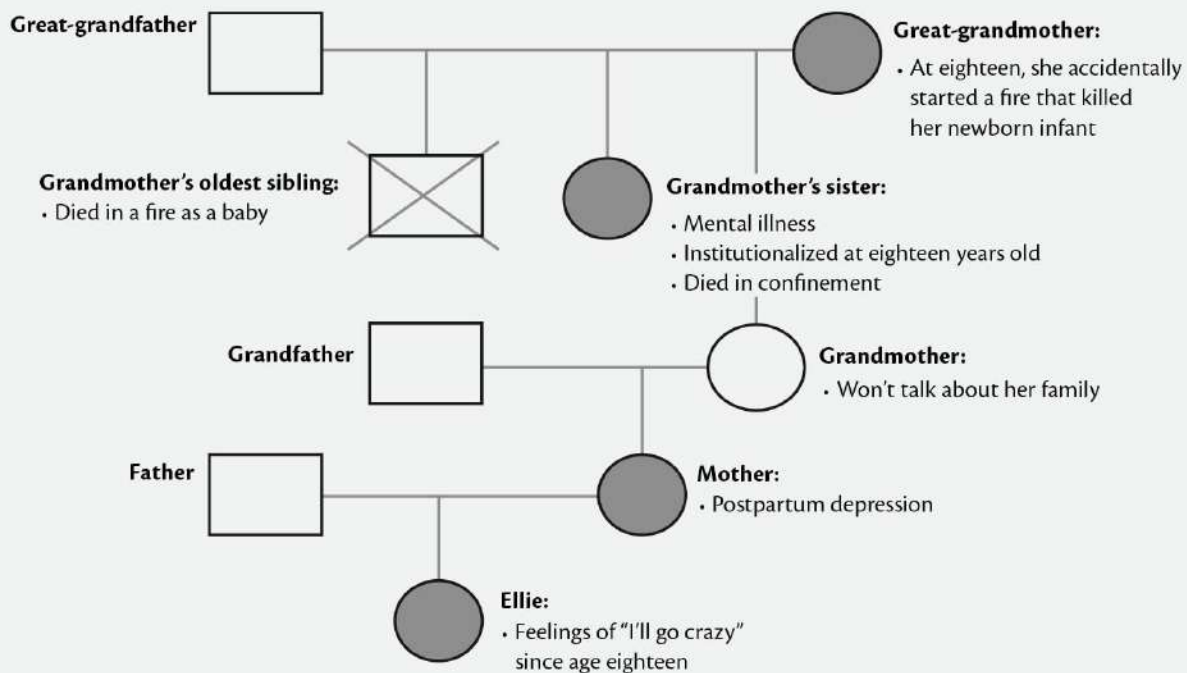 Great-grandfather
Great-grandmother:
• At eighteen, she accidentally
started a fire that killed
her newborn infant
Grandmother’s oldest sibling:
• Died in a fire as a baby
Grandmother’s sister:
• Mental illness
• Institutionalized at eighteen years old
• Died in confinement
Grandfather
Grandmother:
• Won’t talk about her family
Father
Mother:
• Postpartum depression
Ellie:
• Feelings of “I’ll go crazy”
since age eighteen